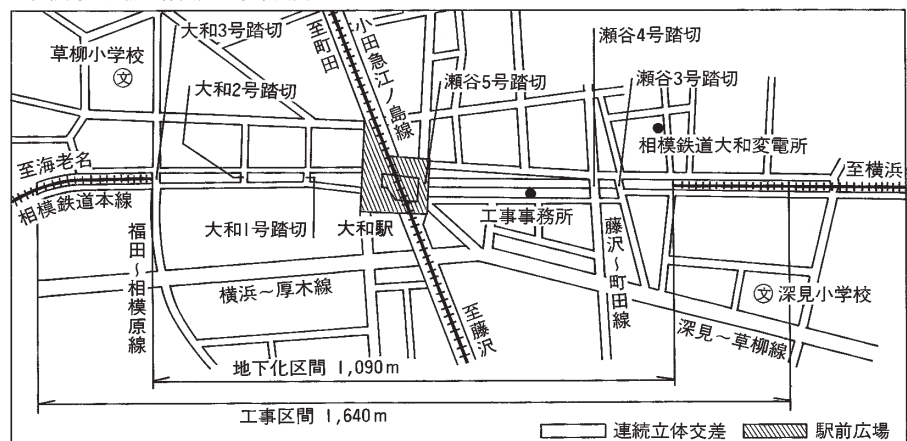 大和3号踏切
草柳小学校
文
大和2号踏切
至町田
小田急江ノ島線
瀬谷4号踏切
瀬谷5号踏切
瀬谷3号踏切
相模鉄道大和変電所
至海老名
至横浜
相模鉄道本線
工事事務所
大和1号踏切
大和駅
福田〜相模原線
横浜〜厚木線
藤沢〜町田線
至藤沢
文 深見小学校
深見〜草柳線
地下化区間 1,090m
工事区間 1,640m
連続立体交差
駅前広場